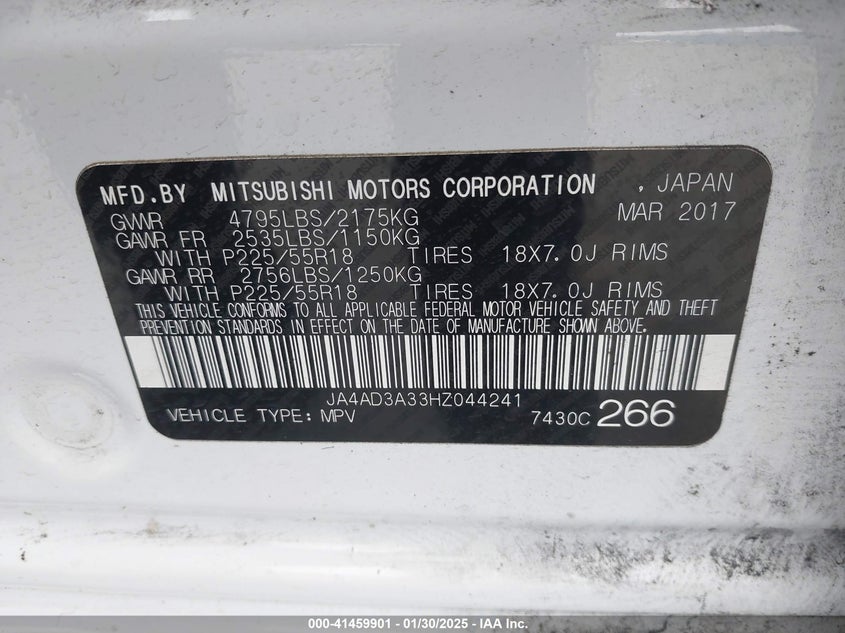 MFD.BY MITSUBISHI MOTORS CORPORATION , JAPAN
GVWR 4795LBS/2175KG MAR 2017
GAWR FR 2535LBS/1150KG
WITH P225/55R18 TIRES 18X7.0J RIMS
GAWR RR 2756LBS/1250KG
WITH P225/55R18 TIRES 18X7.0J RIMS
THIS VEHICLE CONFORMS TO ALL APPLICABLE FEDERAL MOTOR VEHICLE SAFETY AND THEFT
PREVENTION STANDARDS IN EFFECT ON THE DATE OF MANUFACTURE SHOWN ABOVE.
JA4AD3A33HZ044241
VEHICLE TYPE: MPV 7430C 266
000-41459901 - 01/30/2025 - IAA Inc.